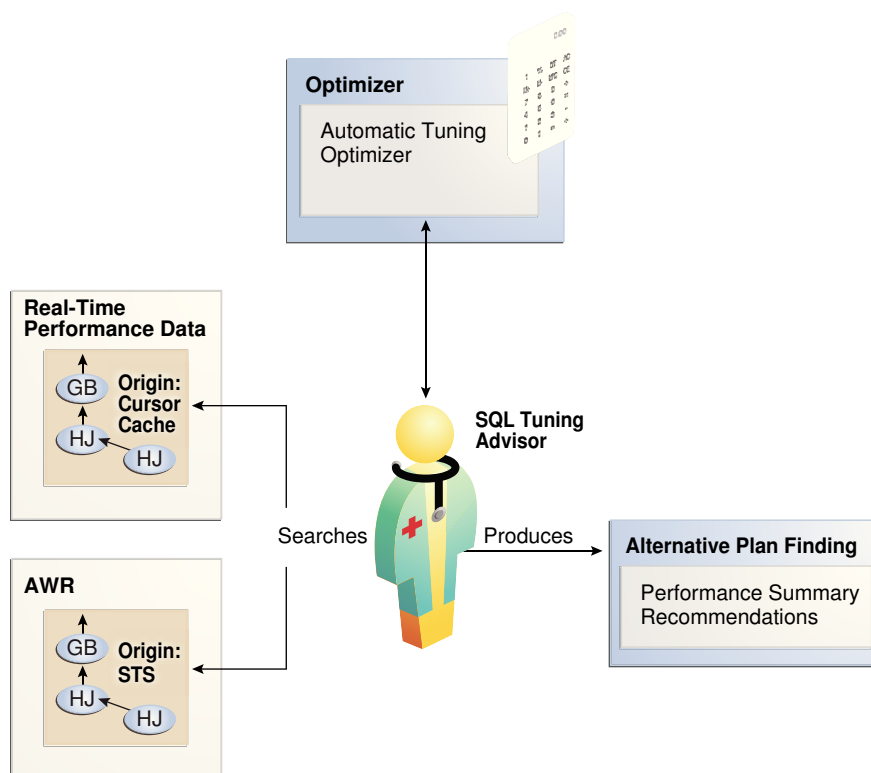 Optimizer
Automatic Tuning
Optimizer
Real-Time
Performance Data
GB
Origin:
Cursor
Cache
HJ
HJ
SQL Tuning
Advisor
Searches
Produces
Alternative Plan Finding
Performance Summary
Recommendations
AWR
GB
Origin:
STS
HJ
HJ